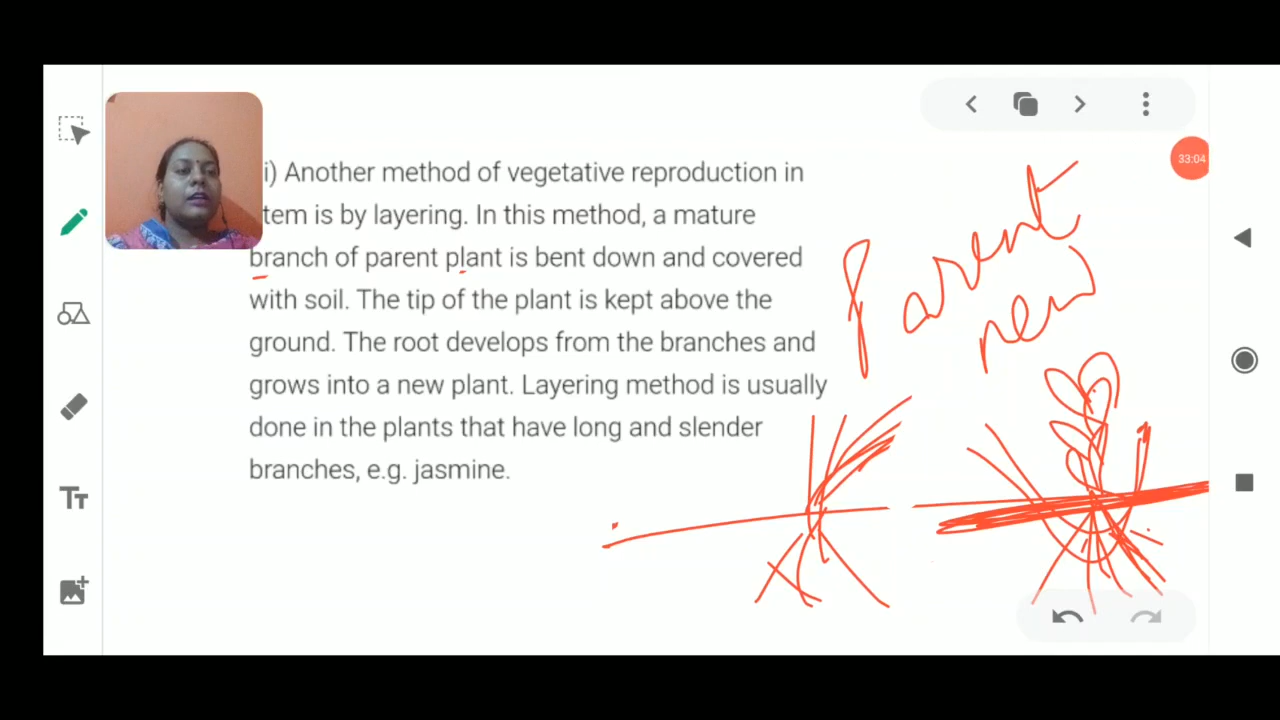 i) Another method of vegetative reproduction in
tem is by layering. In this method, a mature
branch of parent plant is bent down and covered
with soil. The tip of the plant is kept above the
ground. The root develops from the branches and
grows into a new plant. Layering method is usually
done in the plants that have long and slender
branches, e.g. jasmine.
Parent
new
33:04
TT